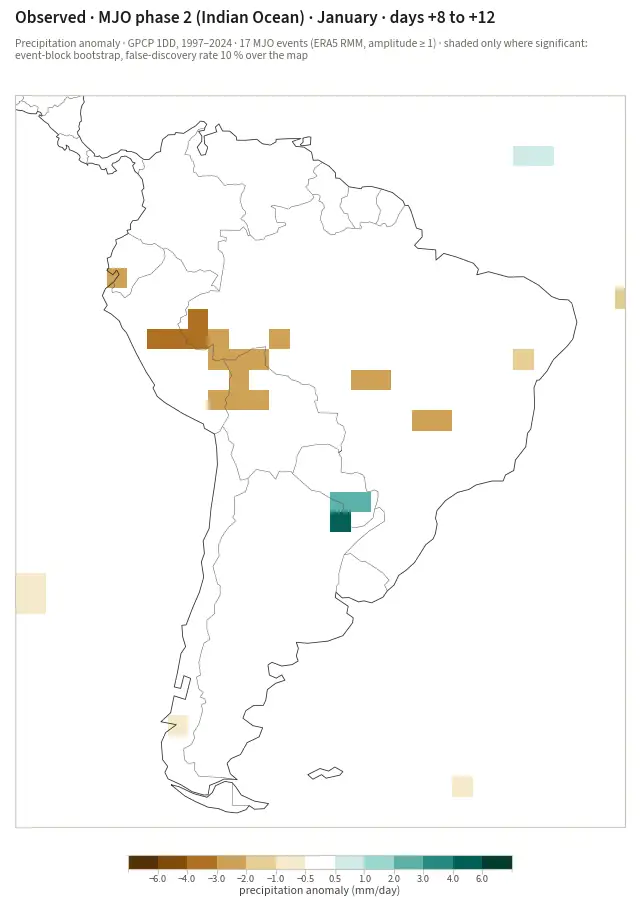 Observed · MJO phase 2 (Indian Ocean) · January · days +8 to +12
Precipitation anomaly · GPCP 1DD, 1997–2024 · 17 MJO events (ERA5 RMM, amplitude ≥ 1) · shaded only where significant:
event-block bootstrap, false-discovery rate 10 % over the map
−6.0 −4.0 −3.0 −2.0 −1.0 −0.5 0.5 1.0 2.0 3.0 4.0 6.0
precipitation anomaly (mm/day)